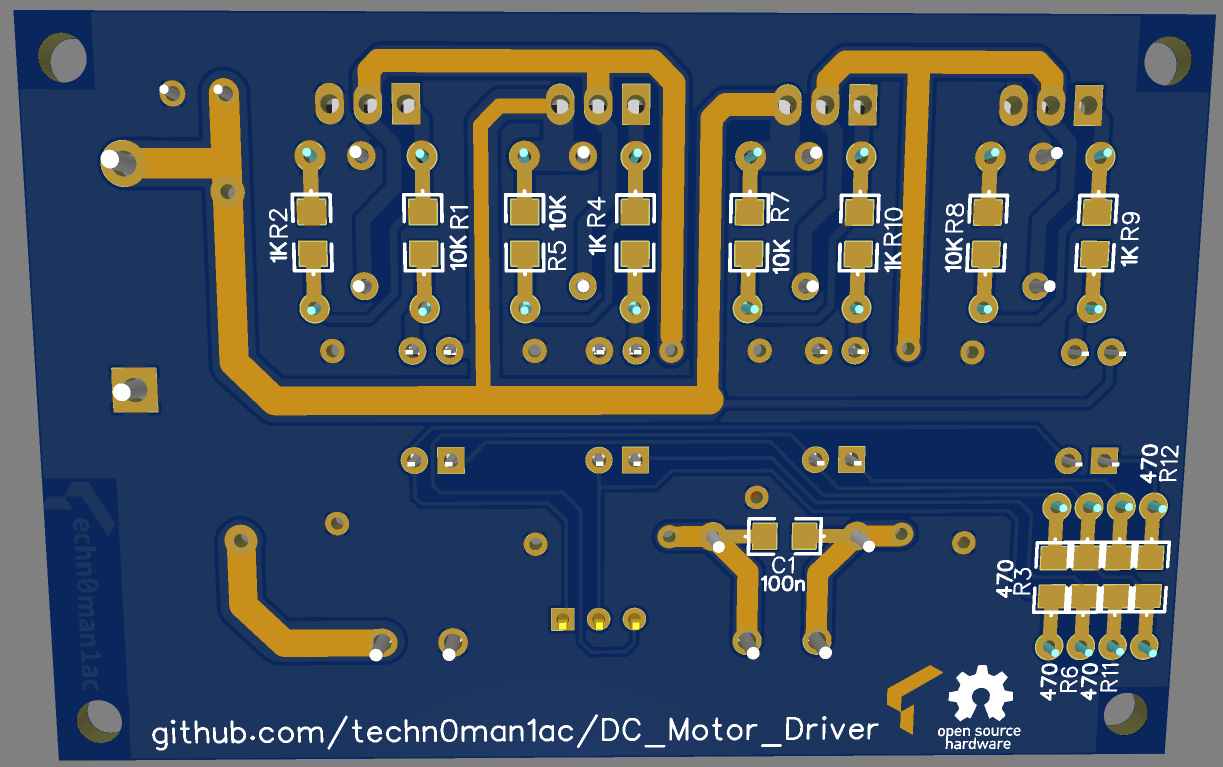 1K R2
10K R1
R5 10K
1K R4
R7
10K
1K R10
10K R8
1K R9
470
R12
470
R3
C1
100n
470
R6
470
R11
techn0man1ac
github.com/techn0man1ac/DC_Motor_Driver
open source
hardware